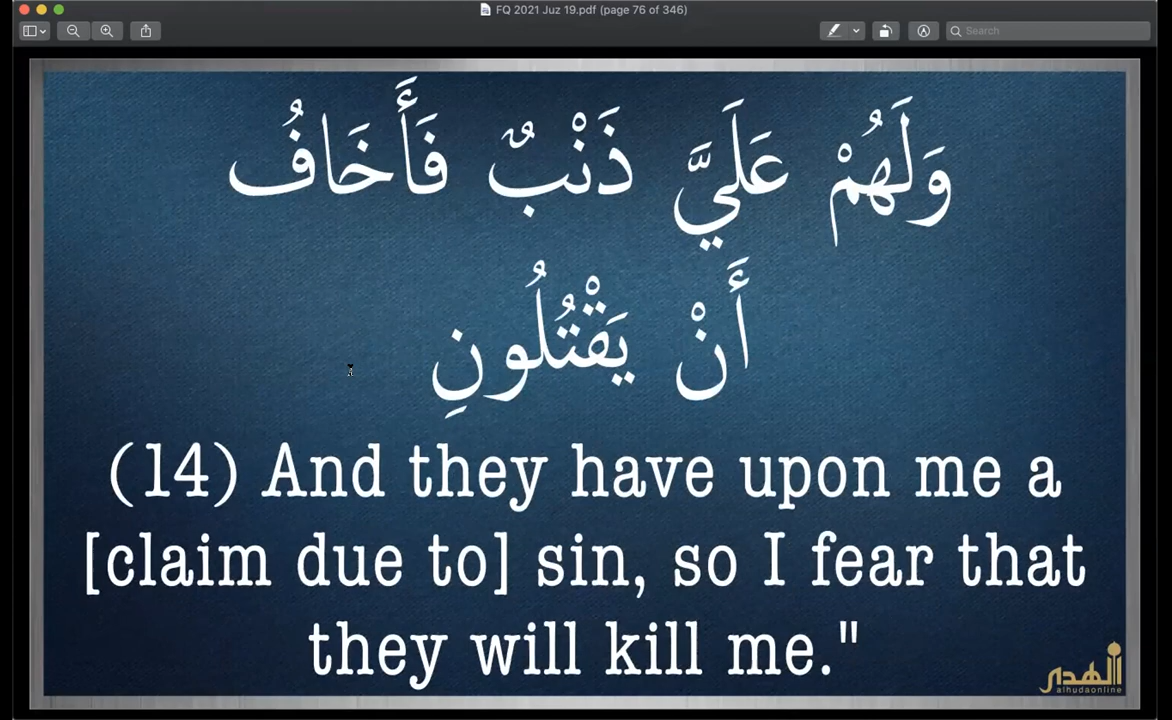 FQ 2021 Juz 19.pdf (page 76 of 346)
Search
وَلَهُمْ عَلَيَّ ذَنْبٌ فَأَخَافُ
أَنْ يَقْتُلُونِ
(14) And they have upon me a
[claim due to] sin, so I fear that
they will kill me."
الهدى
alhudaonline